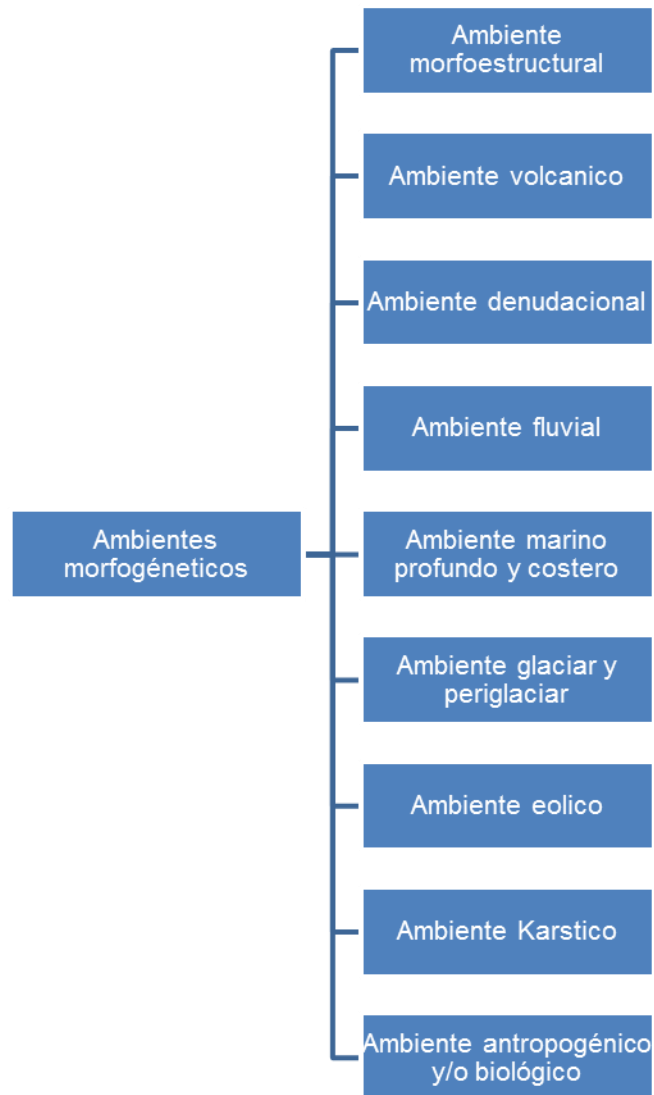 Ambiente
morfoestructural
Ambiente volcanico
Ambiente denudacional
Ambiente fluvial
Ambientes
morfogéneticos
Ambiente marino
profundo y costero
Ambiente glaciar y
periglaciar
Ambiente eolico
Ambiente Karstico
Ambiente antropogénico
y/o biológico